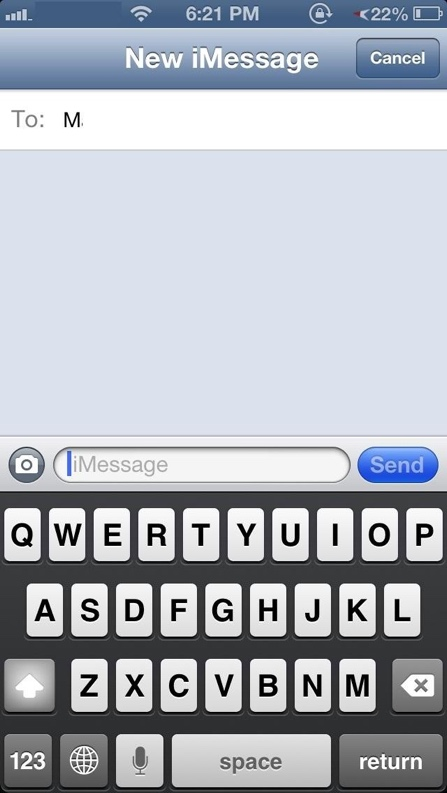 6:21 PM 22%
New iMessage Cancel
To: M
iMessage Send
Q W E R T Y U I O P
A S D F G H J K L
Z X C V B N M
123 space return